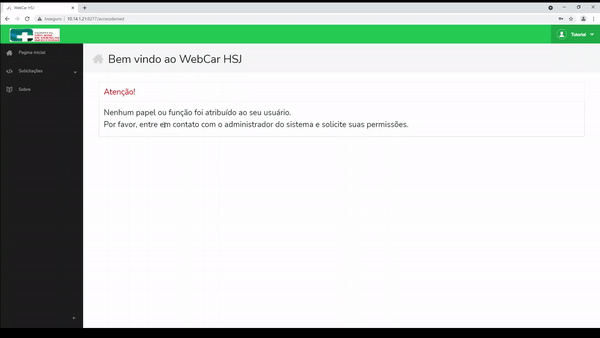 WebCar HSJ
Inseguro | 10.14.1.21:8277/accessdenied
Tutorial
Pagina Inicial
Solicitações
Sobre
Bem vindo ao WebCar HSJ
Atenção!
Nenhum papel ou função foi atribuído ao seu usuário.
Por favor, entre em contato com o administrador do sistema e solicite suas permissões.